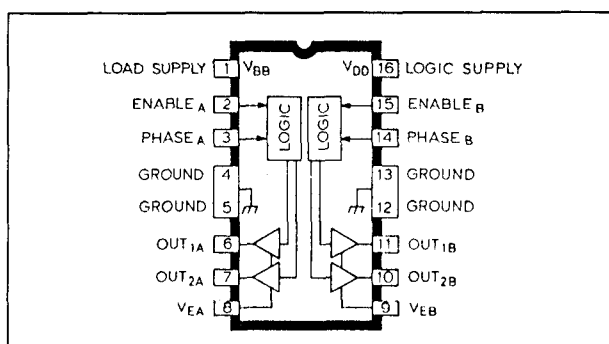 LOAD SUPPLY 1 VBB VDD 16 LOGIC SUPPLY
ENABLEA 2 15 ENABLEB
PHASEA 3 LOGIC LOGIC 14 PHASEB
GROUND 4 13 GROUND
GROUND 5 12 GROUND
OUT1A 6 11 OUT1B
OUT2A 7 10 OUT2B
VEA 8 9 VEB